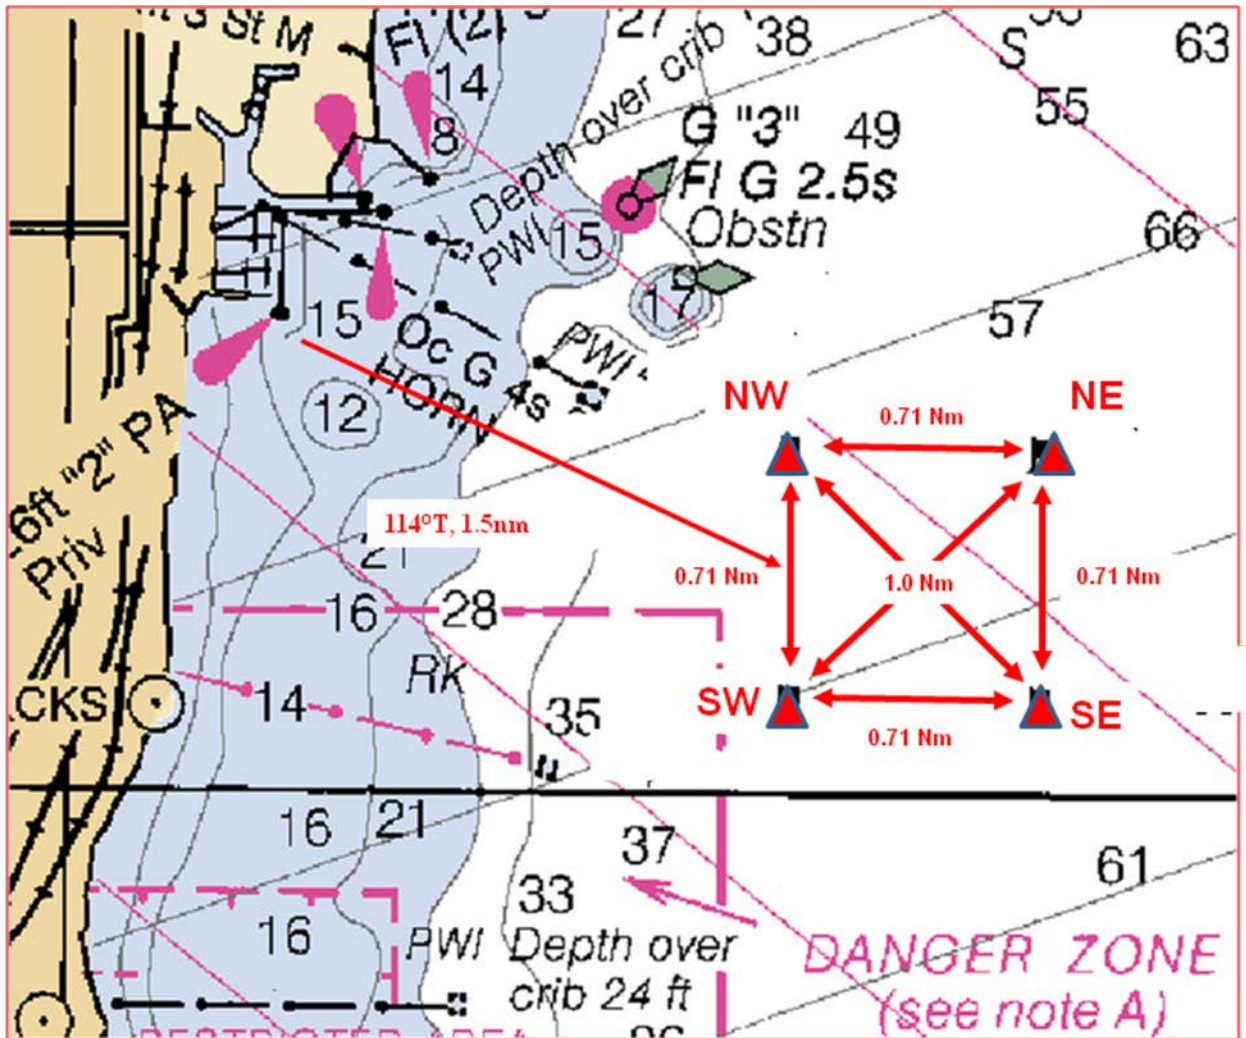 3 St M
Fl (2)
27
38
S
63
14
55
8
Depth over crib
PWI
G "3"
49
Fl G 2.5s
Obstn
15
66
17
15
57
Oc G 4s
HORN
PWI
12
NW
NE
0.71 Nm
6ft "2" PA
Priv
114°T, 1.5nm
21
0.71 Nm
1.0 Nm
0.71 Nm
16
28
RK
CKS
14
35
SW
SE
0.71 Nm
16
21
37
61
33
16
PWI
Depth over
crib 24 ft
DANGER ZONE
(see note A)